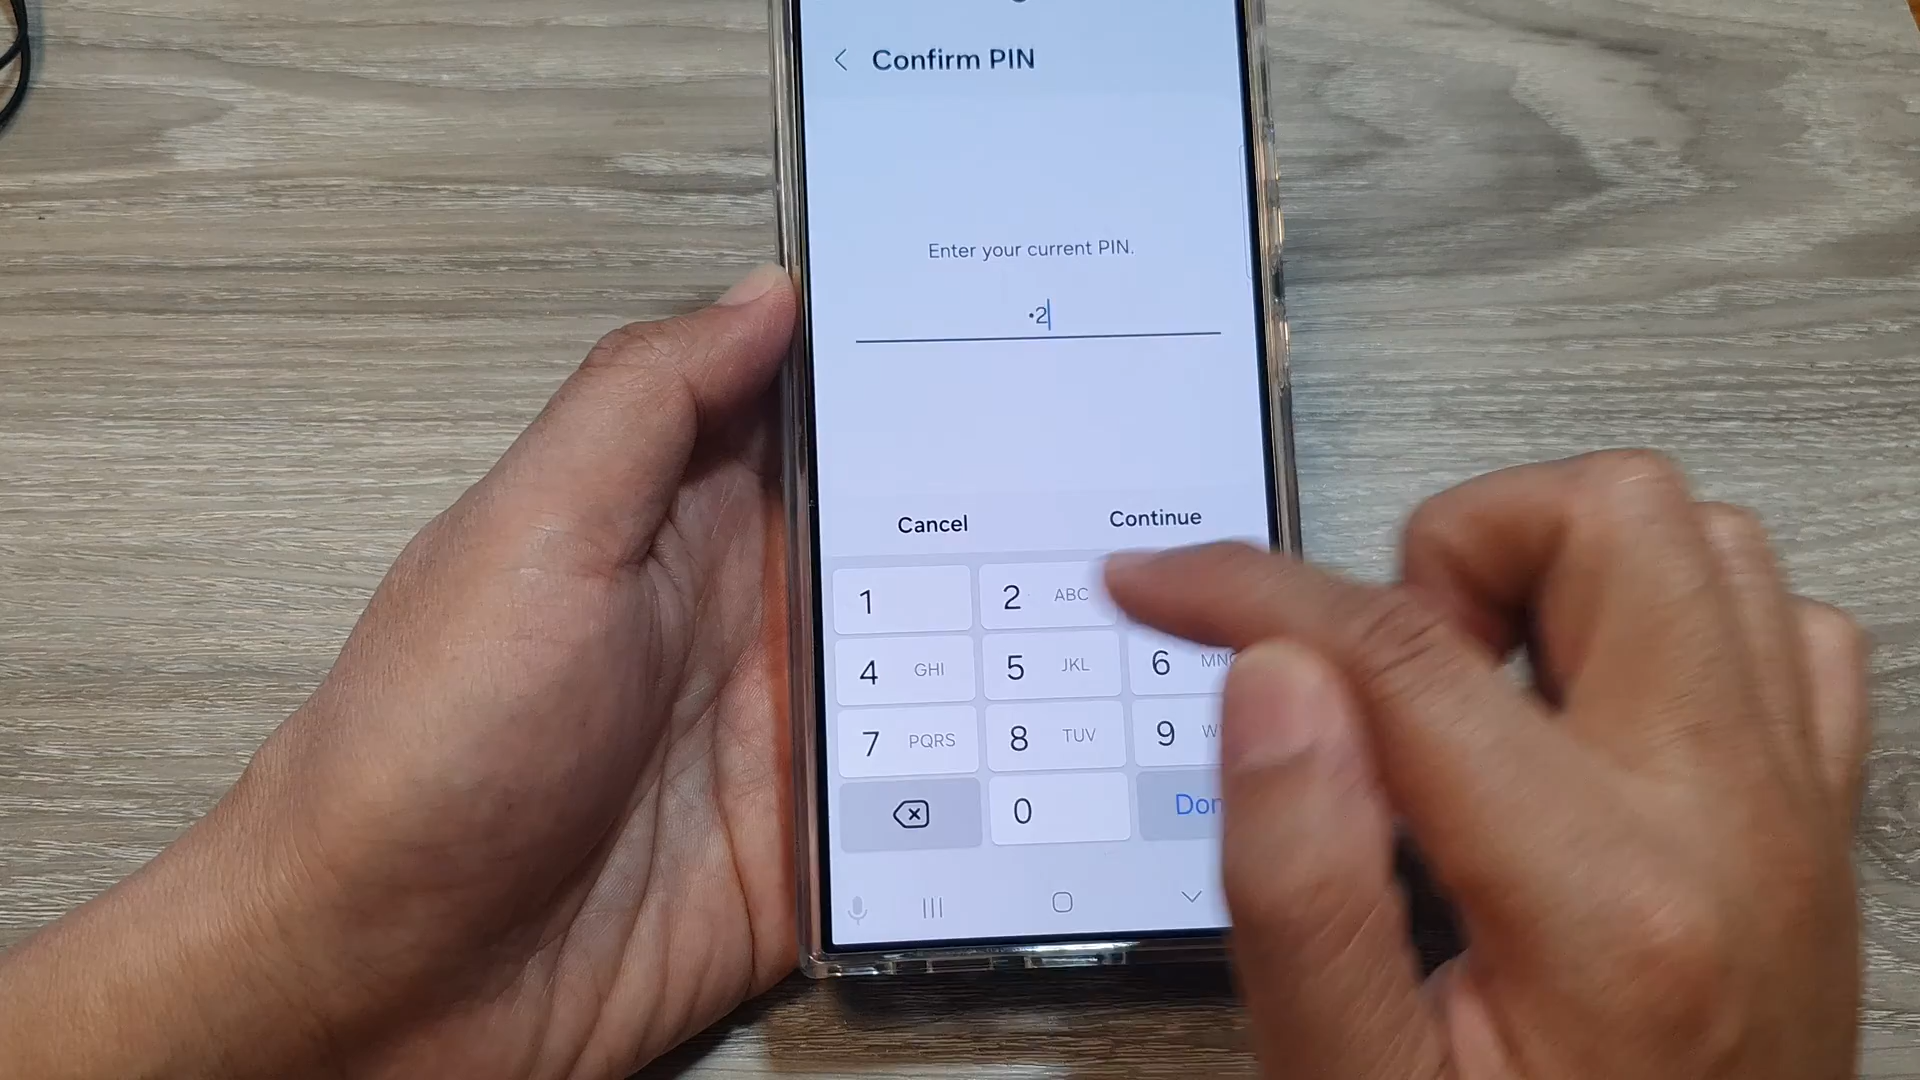 Confirm PIN
Enter your current PIN.
•2
Cancel Continue
1 2 ABC
4 GHI 5 JKL 6
7 PQRS 8 TUV 9
0